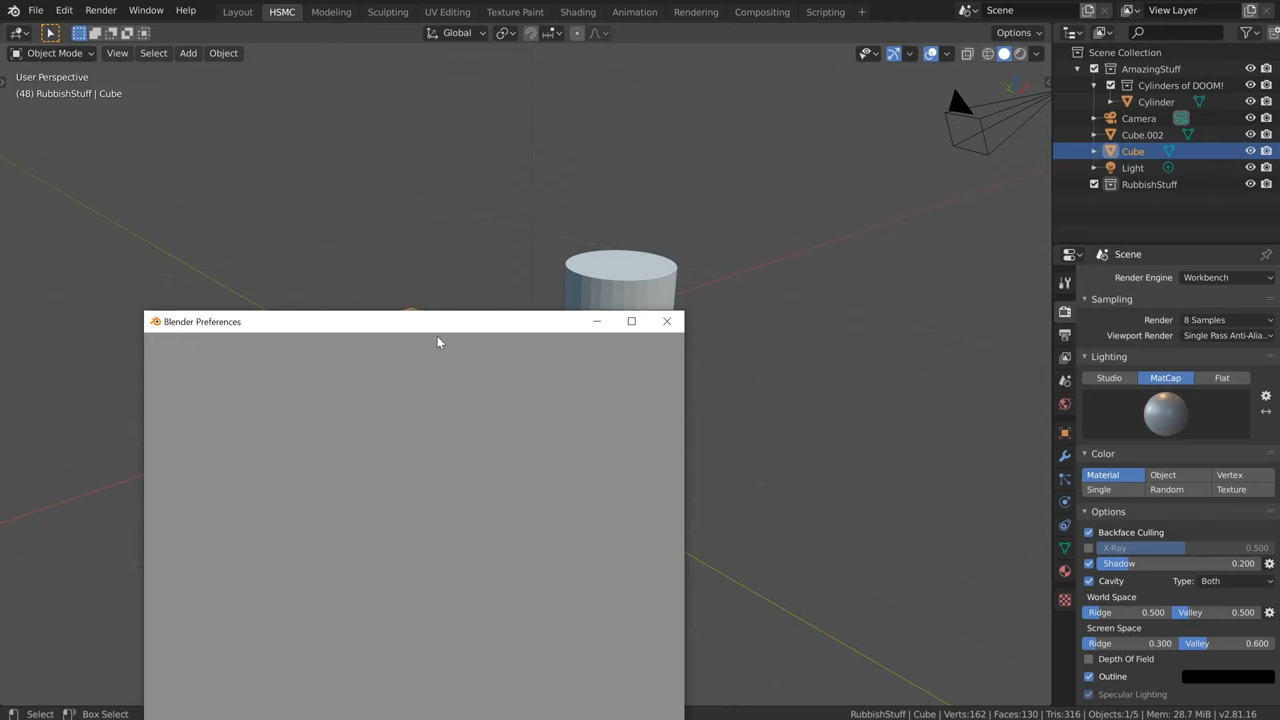 File Edit Render Window Help Layout HSMC Modeling Sculpting UV Editing Texture Paint Shading Animation Rendering Compositing Scripting Scene View Layer
Global Options
Object Mode View Select Add Object
User Perspective
(48) RubbishStuff | Cube
Scene Collection
AmazingStuff
Cylinders of DOOM!
Cylinder
Camera
Cube.002
Cube
Light
RubbishStuff
Blender Preferences
Scene
Render Engine Workbench
Sampling
Render 8 Samples
Viewport Render Single Pass Anti-Alia..
Lighting
Studio MatCap Flat
Color
Material Object Vertex
Single Random Texture
Options
Backface Culling
X-Ray 0.500
Shadow 0.200
Cavity Type: Both
World Space
Ridge 0.500 Valley 0.500
Screen Space
Ridge 0.300 Valley 0.600
Depth Of Field
Outline
Specular Lighting
Select Box Select RubbishStuff | Cube | Verts:162 | Faces:130 | Tris:316 | Objects:1/5 | Mem: 28.7 MiB | v2.81.16